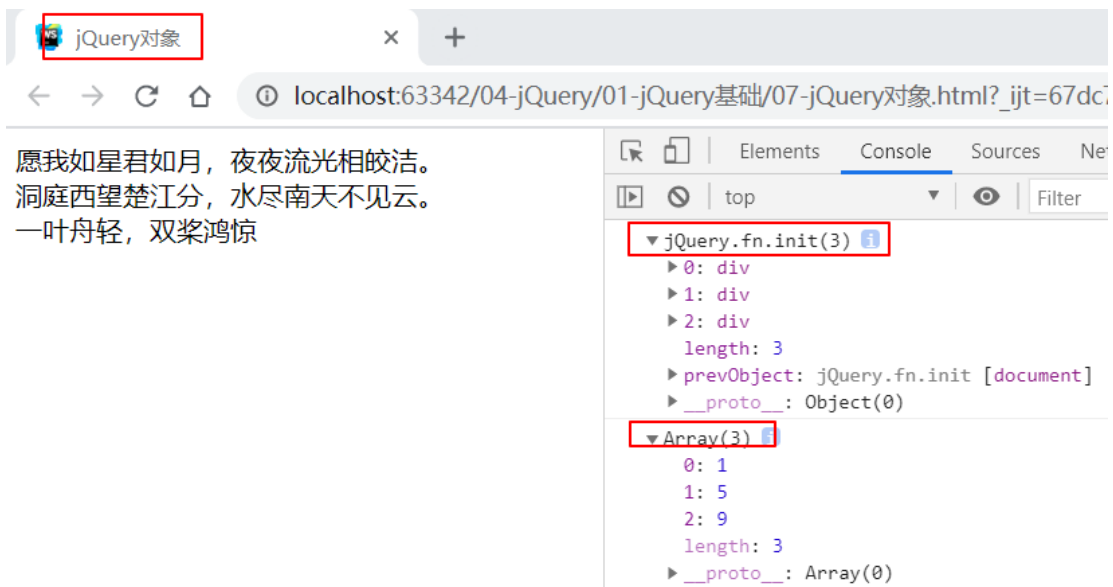 jQuery对象
localhost:63342/04-jQuery/01-jQuery基础/07-jQuery对象.html?_ijt=67dc7
愿我如星君如月，夜夜流光相皎洁。
洞庭西望楚江分，水尽南天不见云。
一叶舟轻，双桨鸿惊
Elements Console Sources Net
top Filter
jQuery.fn.init(3)
0: div
1: div
2: div
length: 3
prevObject: jQuery.fn.init [document]
__proto__: Object(0)
Array(3)
0: 1
1: 5
2: 9
length: 3
__proto__: Array(0)